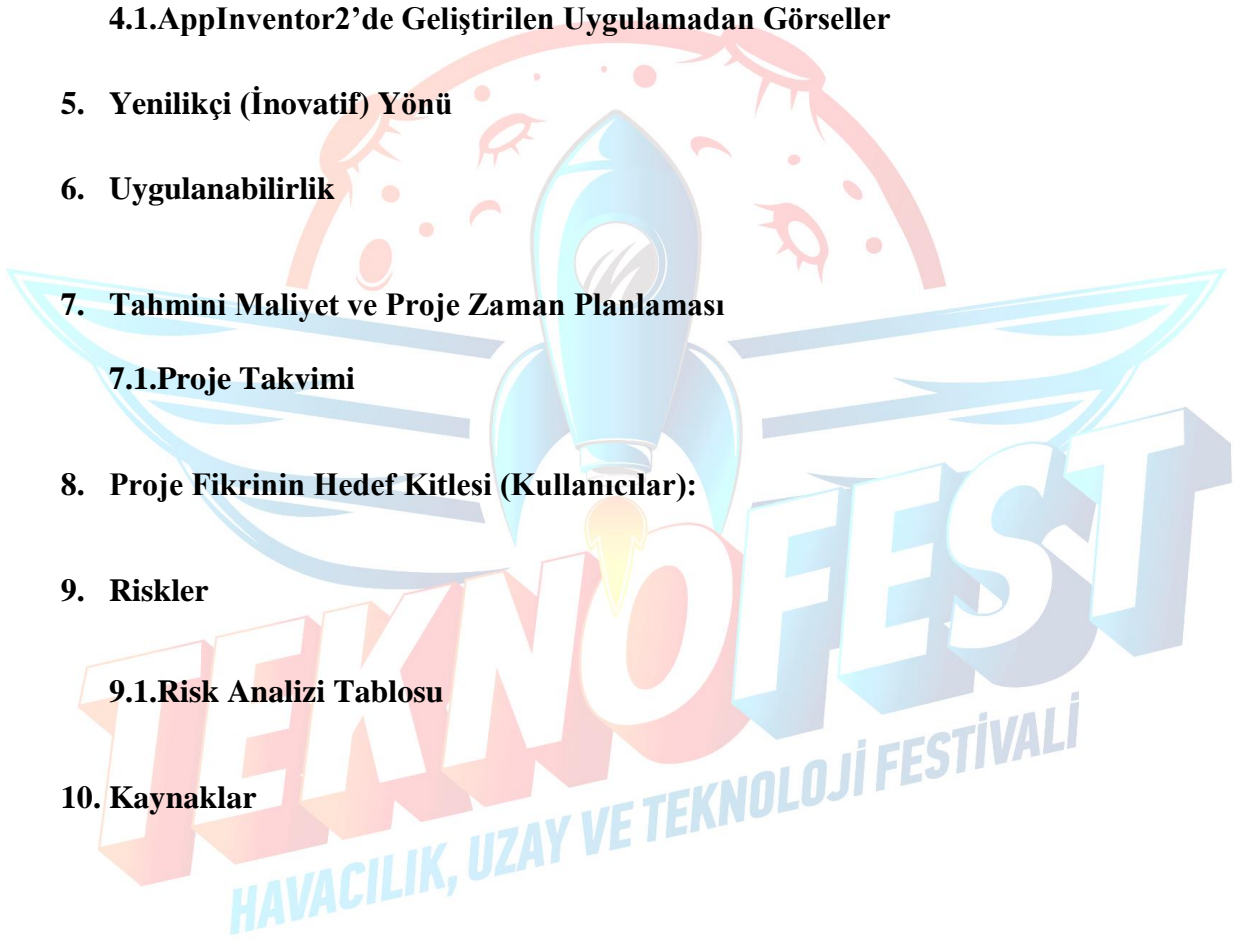 4.1.AppInventor2’de Geliştirilen Uygulamadan Görseller
5. Yenilikçi (İnovatif) Yönü
6. Uygulanabilirlik
7. Tahmini Maliyet ve Proje Zaman Planlaması
7.1.Proje Takvimi
8. Proje Fikrinin Hedef Kitlesi (Kullanıcılar):
9. Riskler
9.1.Risk Analizi Tablosu
10. Kaynaklar
TEKNOFEST
HAVACILIK, UZAY VE TEKNOLOJİ FESTİVALİ